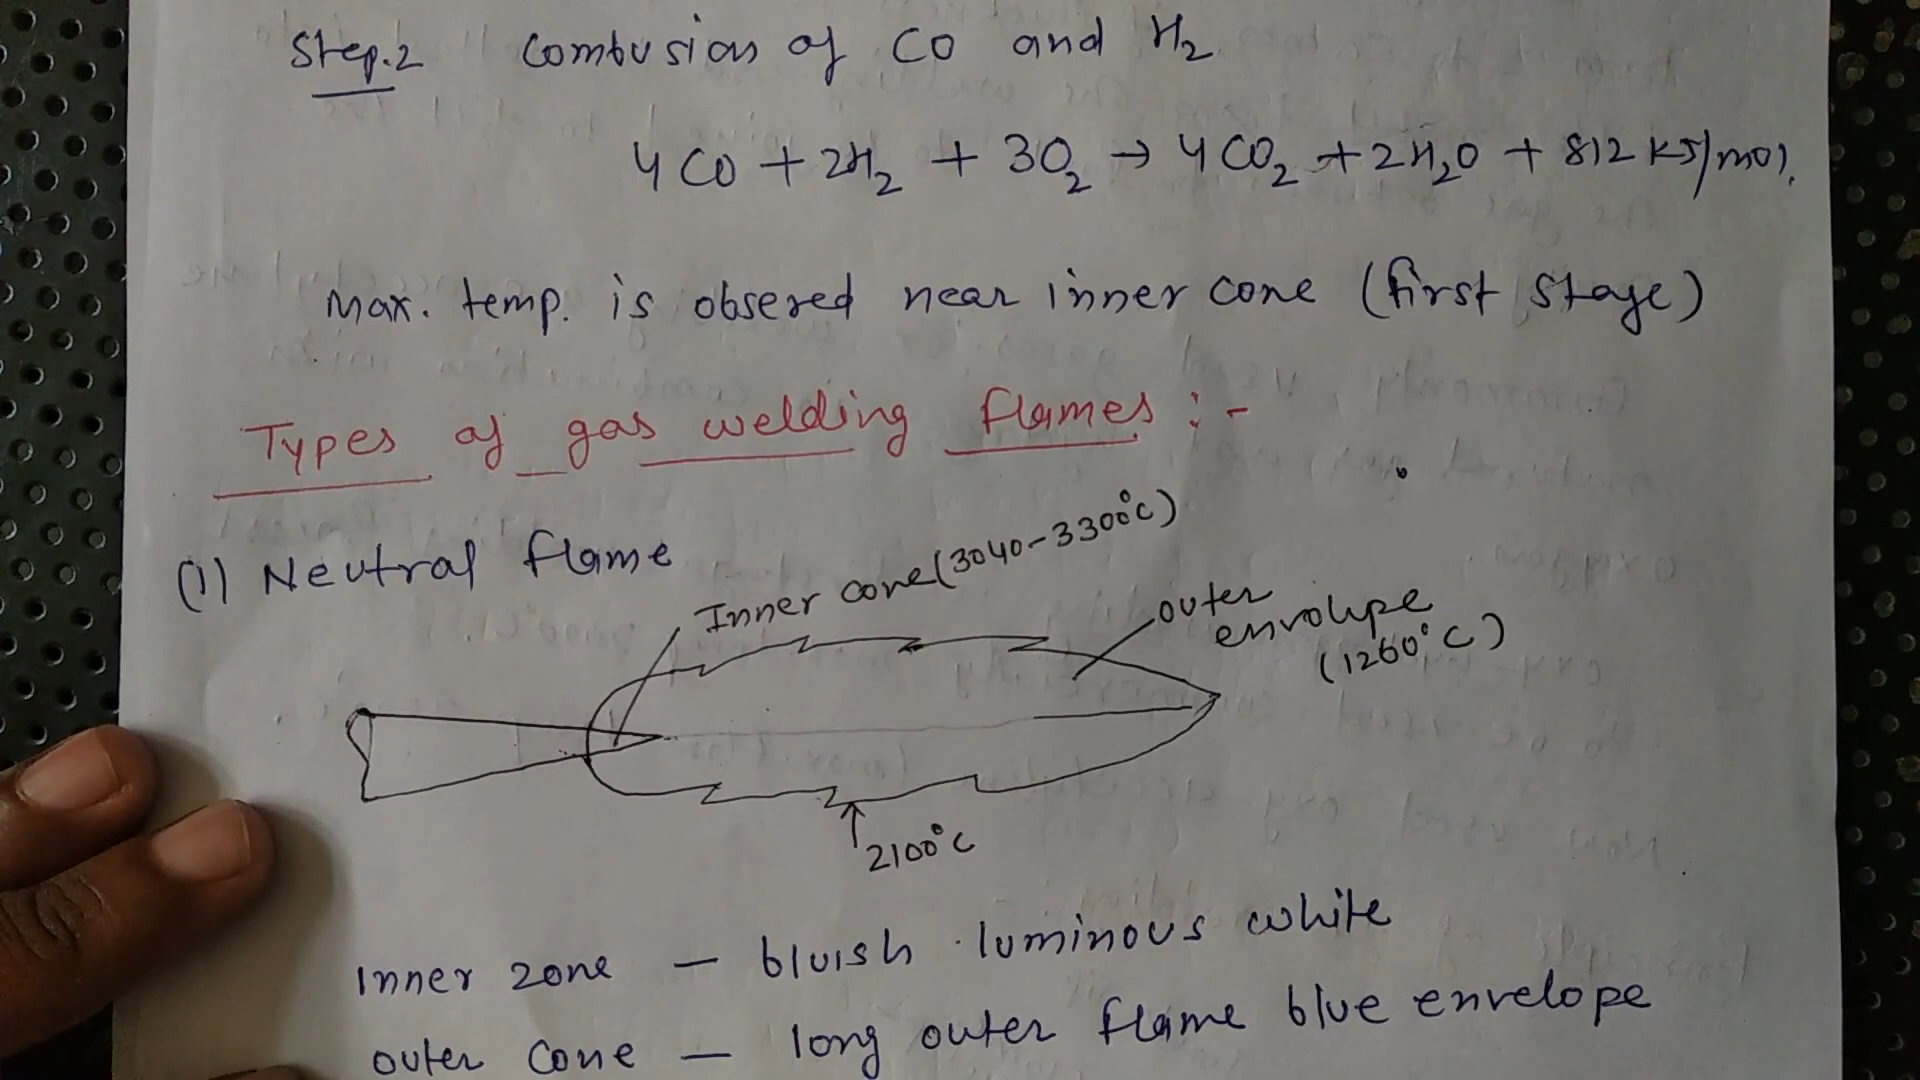 Step.2 Combusion of CO and H₂
4CO + 2H₂ + 3O₂ → 4CO₂ + 2H₂O + 812 KJ/mol.
Max. temp. is obsered near inner cone (first stage)
Types of gas welding flames :-
(1) Neutral flame
Inner cone (3040-3300°C)
outer
envolype
(1260°C)
2100°C
Inner zone – bluish luminous white
outer cone – long outer flame blue envelope